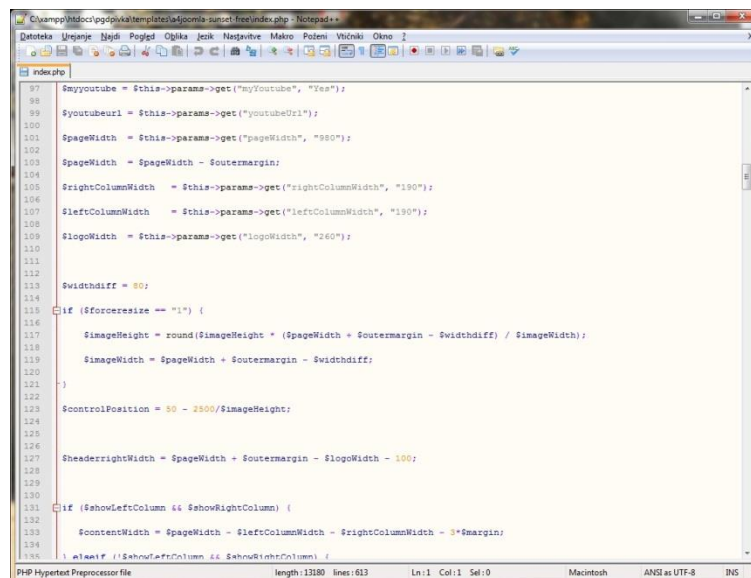 C:\xampp\htdocs\pgdpivka\templates\a4joomla-sunset-free\index.php - Notepad++
Datoteka Urejanje Najdi Pogled Oblika Jezik Nastavitve Makro Poženi Vtičniki Okno ?
index.php
97 $myyoutube = $this->params->get("myYoutube", "Yes");
98
99 $youtubeurl = $this->params->get("youtubeUrl");
100
101 $pageWidth = $this->params->get("pageWidth", "980");
102
103 $pageWidth = $pageWidth - $outermargin;
104
105 $rightColumnWidth = $this->params->get("rightColumnWidth", "190");
106
107 $leftColumnWidth = $this->params->get("leftColumnWidth", "190");
108
109 $logoWidth = $this->params->get("logoWidth", "260");
110
111
112
113 $widthdiff = 80;
114
115 if ($forceresize == "1") {
116
117 $imageHeight = round($imageHeight * ($pageWidth + $outermargin - $widthdiff) / $imageWidth);
118
119 $imageWidth = $pageWidth + $outermargin - $widthdiff;
120
121 }
122
123 $controlPosition = 50 - 2500/$imageHeight;
124
125
126
127 $headerrightWidth = $pageWidth + $outermargin - $logoWidth - 100;
128
129
130
131 if ($showLeftColumn && $showRightColumn) {
132
133 $contentWidth = $pageWidth - $leftColumnWidth - $rightColumnWidth - 3*$margin;
134
135 } elseif (!$showLeftColumn && $showRightColumn) {
PHP Hypertext Preprocessor file length : 13180 lines : 613 Ln : 1 Col : 1 Sel : 0 Macintosh ANSI as UTF-8 INS